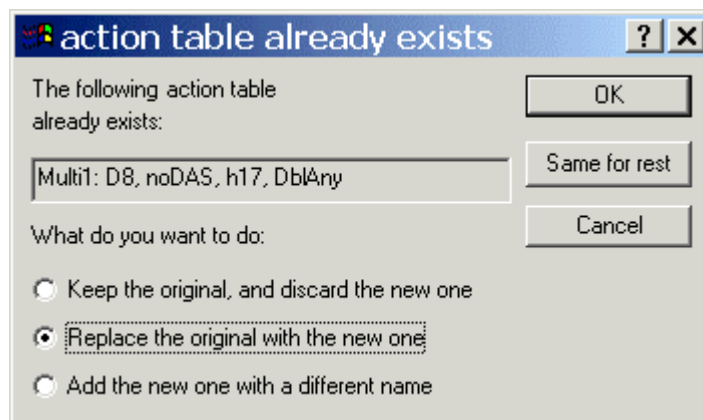 action table already exists
? X
The following action table
already exists:
OK
Multi1: D8, noDAS, h17, DblAny
Same for rest
What do you want to do:
Cancel
Keep the original, and discard the new one
Replace the original with the new one
Add the new one with a different name